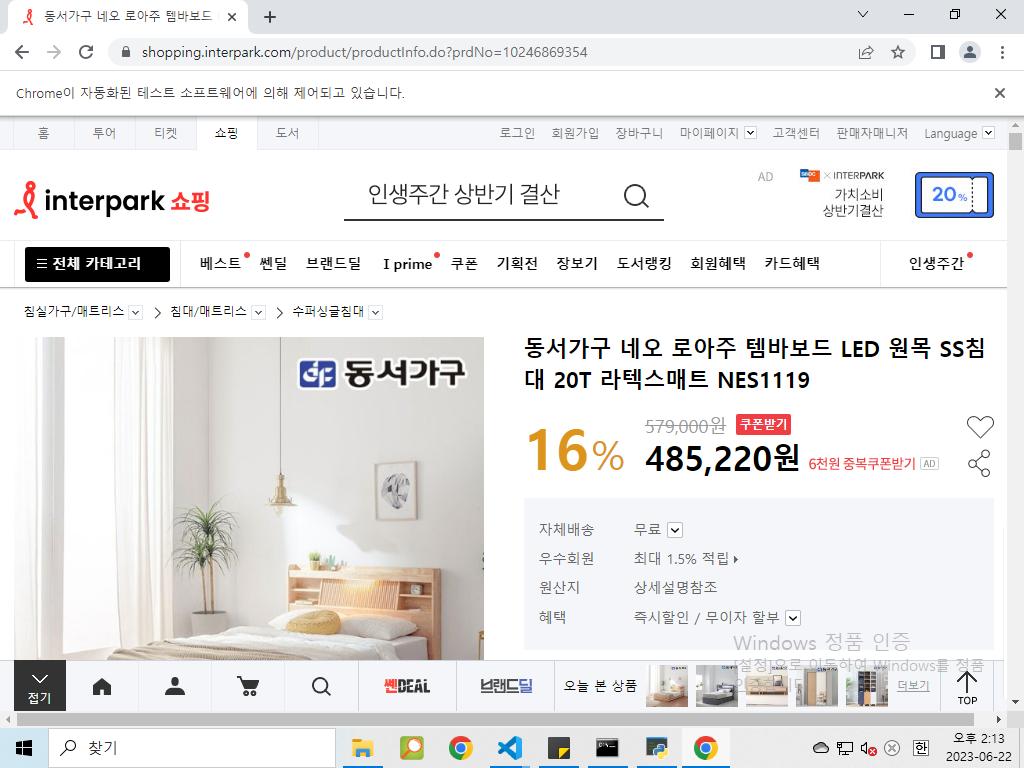 동서가구 네오 로아주 템바보드
shopping.interpark.com/product/productInfo.do?prdNo=10246869354
Chrome이 자동화된 테스트 소프트웨어에 의해 제어되고 있습니다.
홈 투어 티켓 쇼핑 도서 로그인 회원가입 장바구니 마이페이지 고객센터 판매자매니저 Language
interpark 쇼핑
인생주간 상반기 결산
AD
× INTERPARK
가치소비
상반기결산
20%
전체 카테고리 베스트 쎈딜 브랜드딜 I prime 쿠폰 기획전 장보기 도서랭킹 회원혜택 카드혜택 인생주간
침실가구/매트리스 침대/매트리스 수퍼싱글침대
동서가구
동서가구 네오 로아주 템바보드 LED 원목 SS침
대 20T 라텍스매트 NES1119
16%
579,000원 쿠폰받기
485,220원 6천원 중복쿠폰받기 AD
자체배송 무료
우수회원 최대 1.5% 적립
원산지 상세설명참조
혜택 즉시할인 / 무이자 할부
Windows 정품 인증
[설정]으로 이동하여 Windows를 정품
접기
쎈DEAL
브랜드딜
오늘 본 상품
더보기
TOP
찾기
한
오후 2:13
2023-06-22